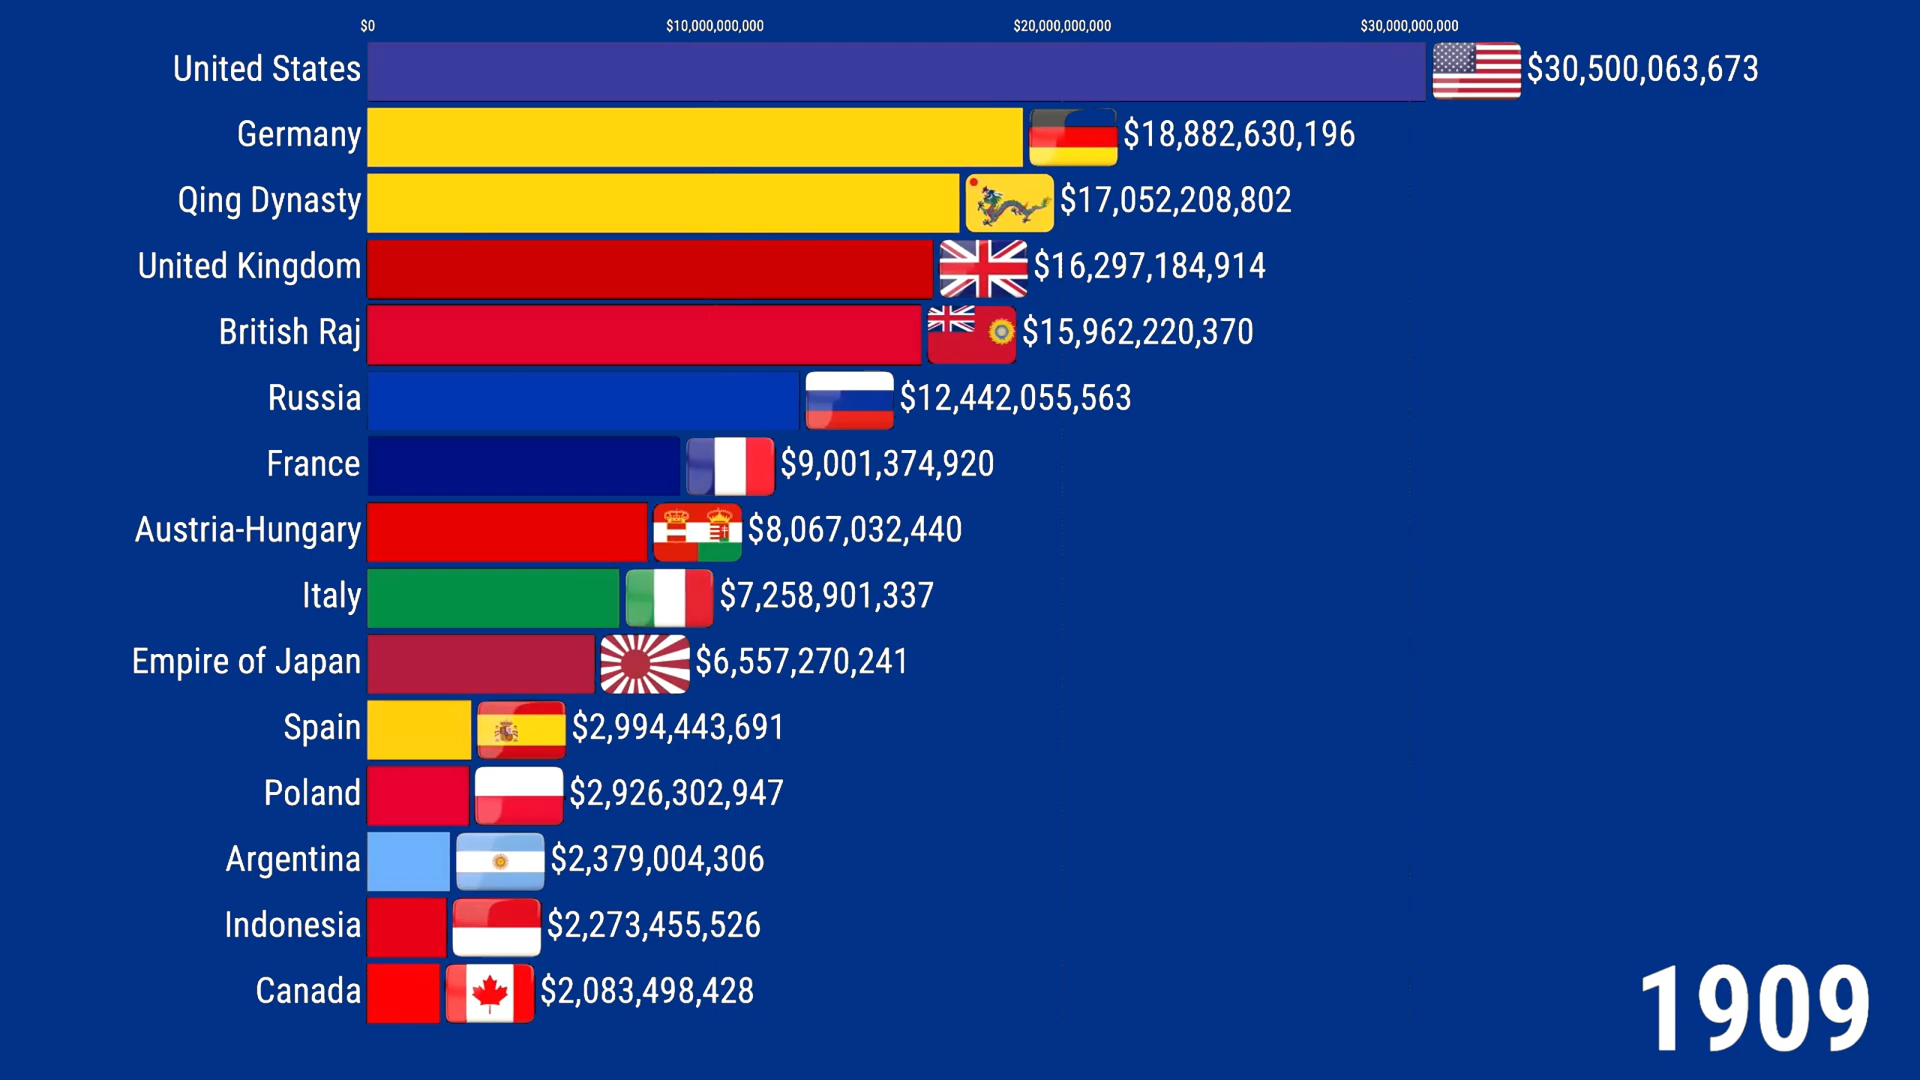 $0 $10,000,000,000 $20,000,000,000 $30,000,000,000
United States $30,500,063,673
Germany $18,882,630,196
Qing Dynasty $17,052,208,802
United Kingdom $16,297,184,914
British Raj $15,962,220,370
Russia $12,442,055,563
France $9,001,374,920
Austria-Hungary $8,067,032,440
Italy $7,258,901,337
Empire of Japan $6,557,270,241
Spain $2,994,443,691
Poland $2,926,302,947
Argentina $2,379,004,306
Indonesia $2,273,455,526
Canada $2,083,498,428
1909